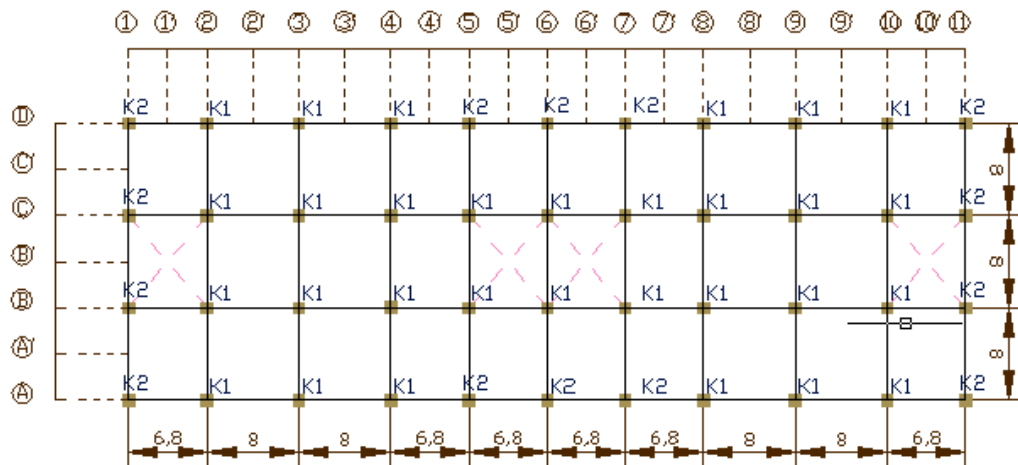 1 1' 2 2' 3 3' 4 4' 5 5' 6 6' 7 7' 8 8' 9 9' 10 10' 11
D K2 K1 K1 K1 K2 K2 K2 K1 K1 K1 K2
C' 8
C K2 K1 K1 K1 K1 K1 K1 K1 K1 K1 K2
B' 8
B K2 K1 K1 K1 K1 K1 K1 K1 K1 K1 K2
A' 8
A K2 K1 K1 K1 K2 K2 K2 K1 K1 K1 K2
6,8 8 8 6,8 6,8 6,8 6,8 8 8 6,8